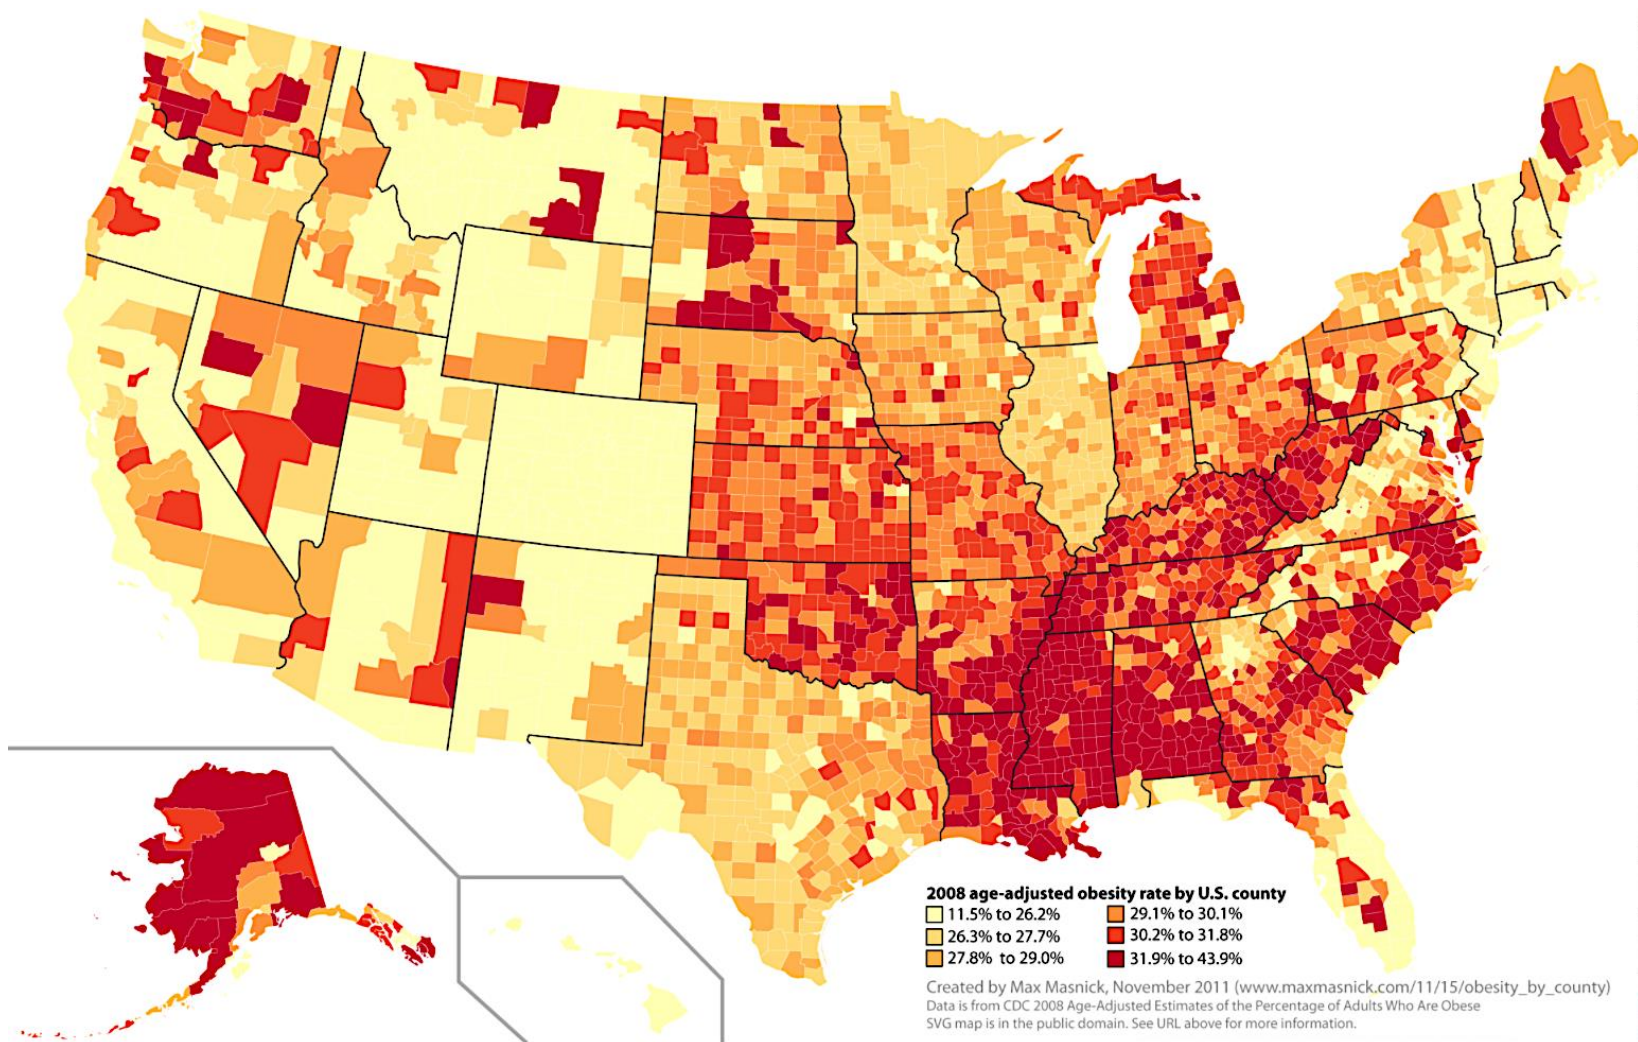 2008 age-adjusted obesity rate by U.S. county
11.5% to 26.2%
26.3% to 27.7%
27.8%  to 29.0%
29.1% to 30.1%
30.2% to 31.8%
31.9% to 43.9%
Created by Max Masnick, November 2011 (www.maxmasnick.com/11/15/obesity_by_county)
Data is from CDC 2008 Age-Adjusted Estimates of the Percentage of Adults Who Are Obese
SVG map is in the public domain. See URL above for more information.